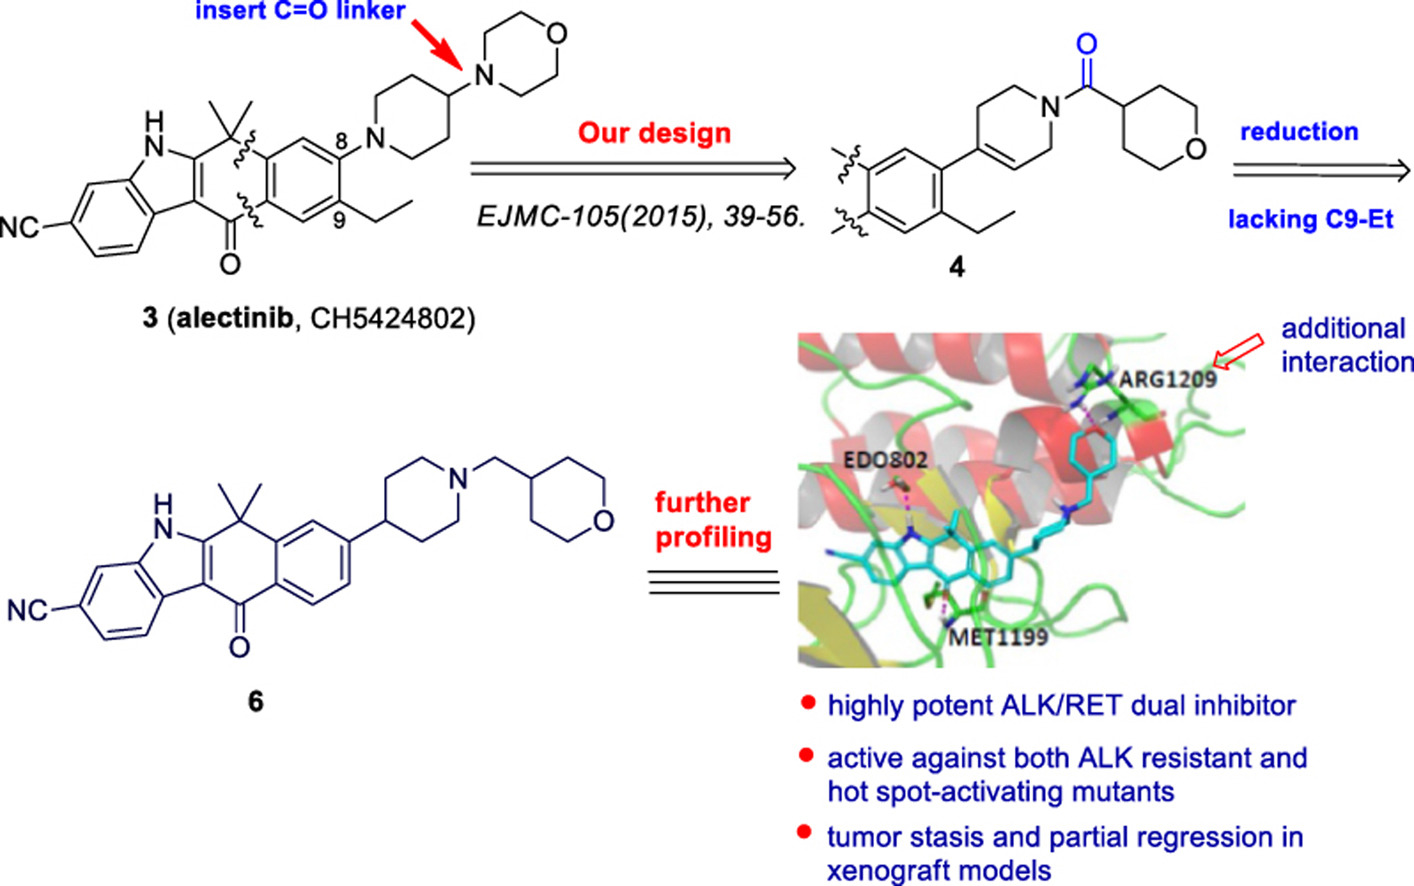 insert C=O linker
O
N
H
N
8
N
9
NC
O
3 (alectinib, CH5424802)
Our design
EJMC-105(2015), 39-56.
O
N
O
4
reduction
lacking C9-Et
additional
interaction
ARG1209
EDO802
MET1199
H
N
N
O
NC
O
6
further
profiling
highly potent ALK/RET dual inhibitor
active against both ALK resistant and
hot spot-activating mutants
tumor stasis and partial regression in
xenograft models